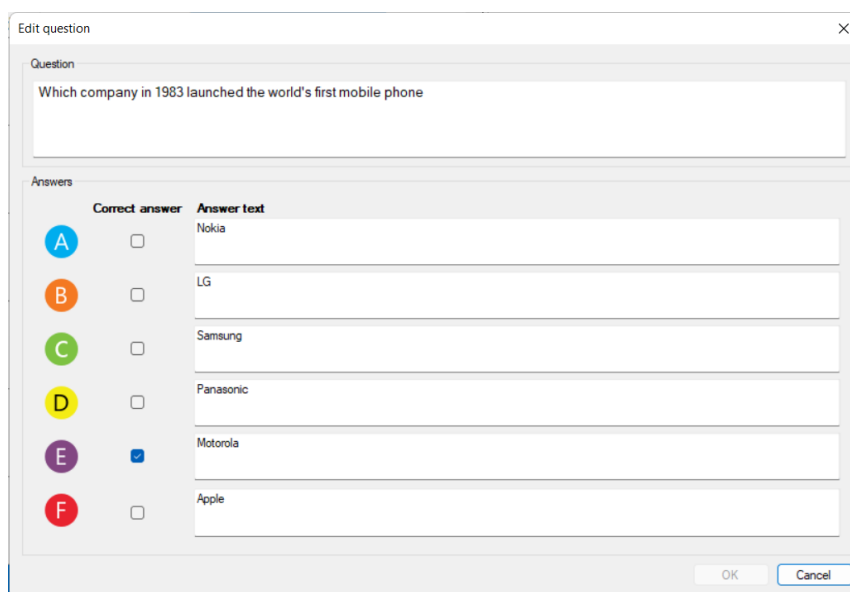 Edit question
Question
Which company in 1983 launched the world's first mobile phone
Answers
Correct answer Answer text
A Nokia
B LG
C Samsung
D Panasonic
E Motorola
F Apple
OK Cancel